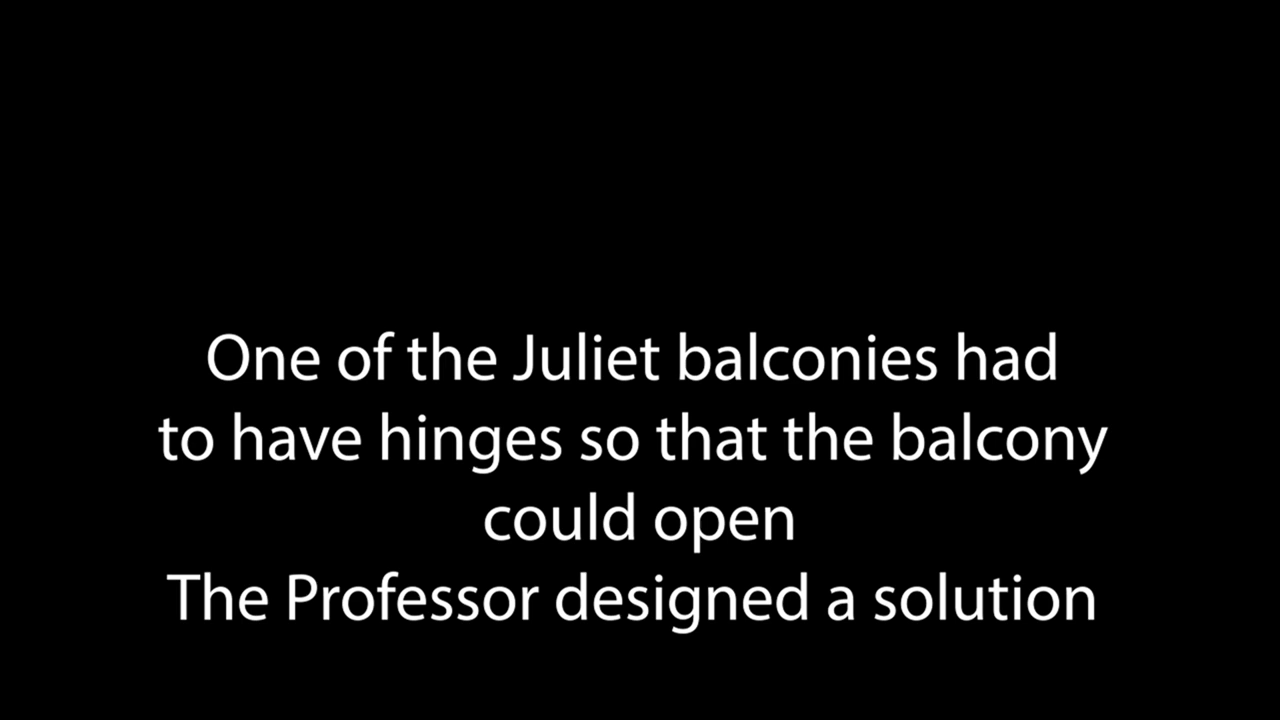 One of the Juliet balconies had
to have hinges so that the balcony
could open
The Professor designed a solution